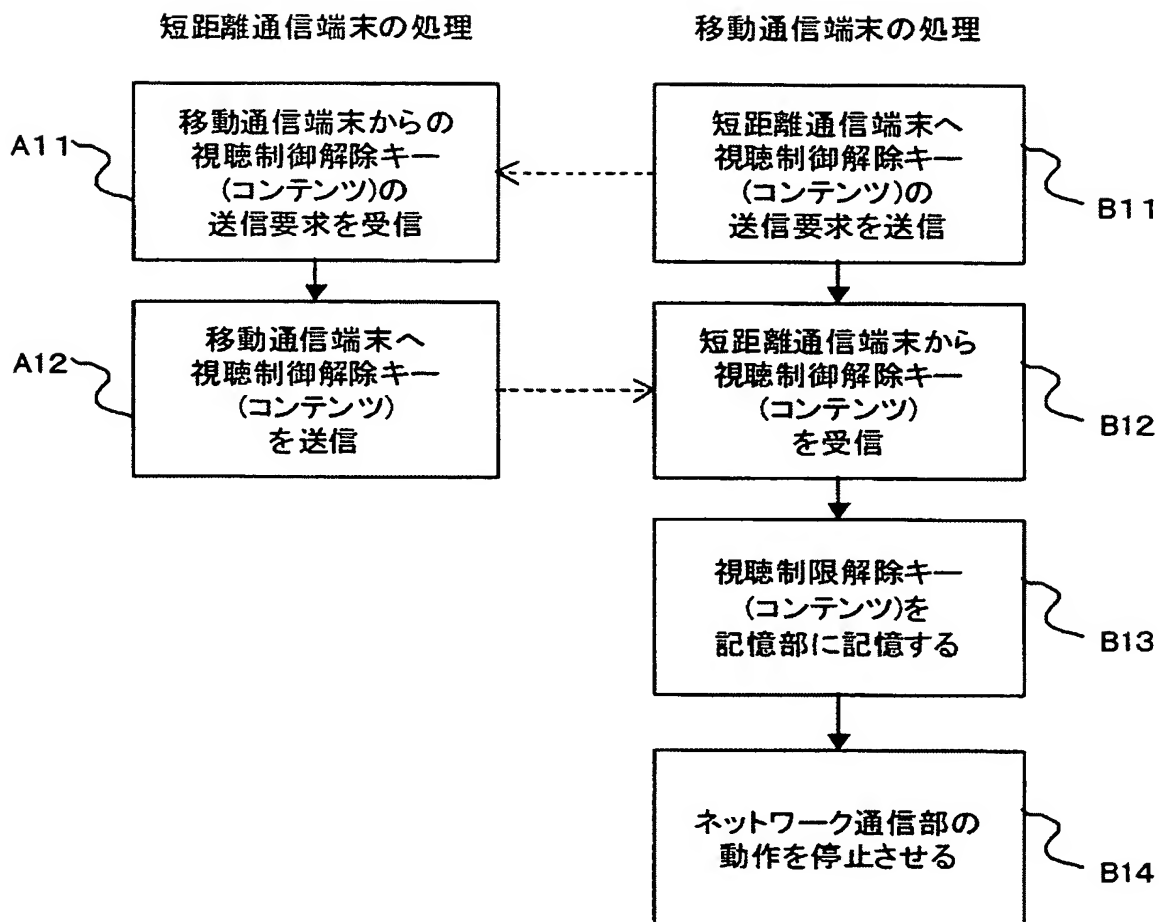 短距離通信端末の処理
移動通信端末の処理
A11
移動通信端末からの
視聴制御解除キー
(コンテンツ)の
送信要求を受信
短距離通信端末へ
視聴制御解除キー
(コンテンツ)の
送信要求を送信
B11
A12
移動通信端末へ
視聴制御解除キー
(コンテンツ)
を送信
短距離通信端末から
視聴制御解除キー
(コンテンツ)
を受信
B12
視聴制限解除キー
(コンテンツ)を
記憶部に記憶する
B13
ネットワーク通信部の
動作を停止させる
B14